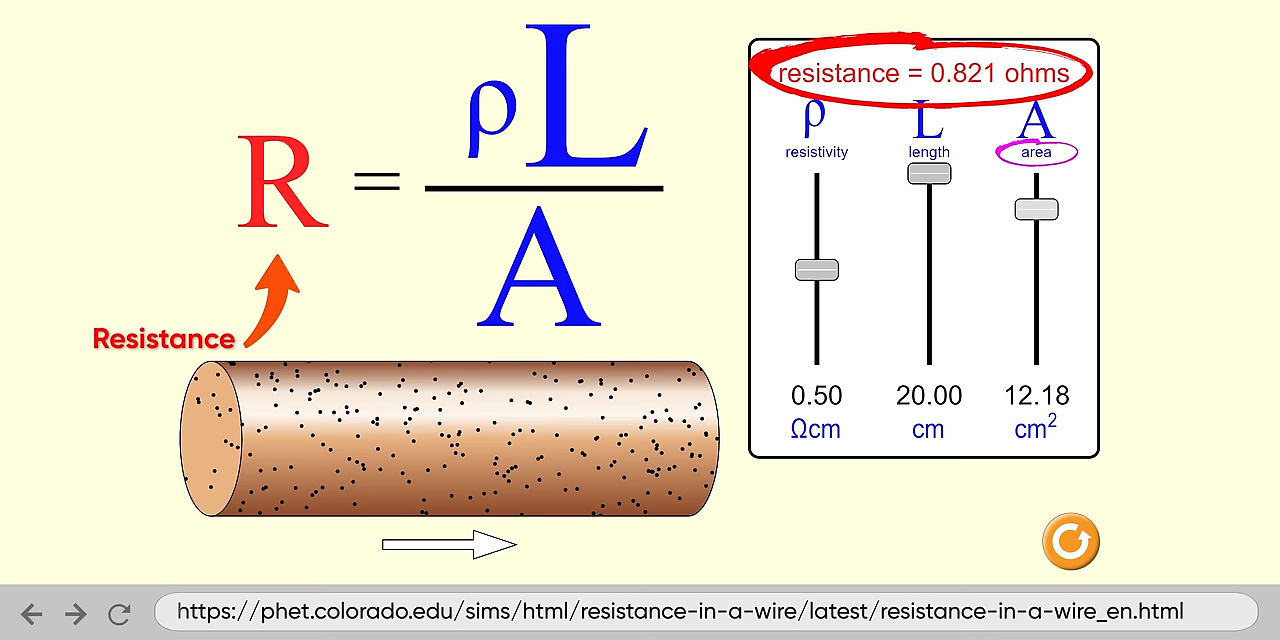 R = ρL
A
Resistance
resistance = 0.821 ohms
ρ L A
resistivity length area
0.50 20.00 12.18
Ωcm cm cm²
https://phet.colorado.edu/sims/html/resistance-in-a-wire/latest/resistance-in-a-wire_en.html